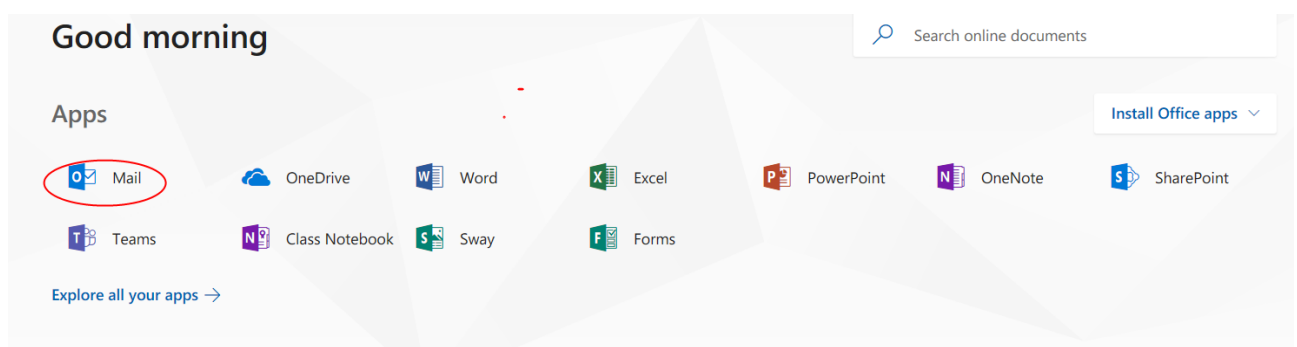 Good morning
Search online documents
Apps
Install Office apps
Mail OneDrive Word Excel PowerPoint OneNote SharePoint
Teams Class Notebook Sway Forms
Explore all your apps →